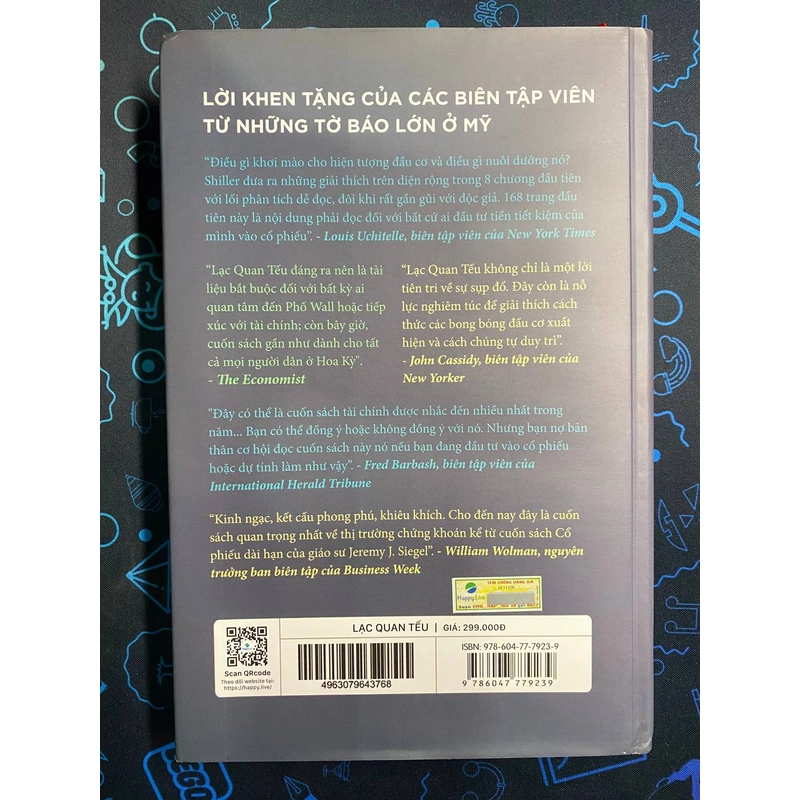 LỜI KHEN TẶNG CỦA CÁC BIÊN TẬP VIÊN
TỪ NHỮNG TỜ BÁO LỚN Ở MỸ
“Điều gì khơi mào cho hiện tượng đầu cơ và điều gì nuôi dưỡng nó?
Shiller đưa ra những giải thích trên diện rộng trong 8 chương đầu tiên
với lối phân tích dễ đọc, đôi khi rất gần gũi với độc giả. 168 trang đầu
tiên này là nội dung phải đọc đối với bất cứ ai đầu tư tiền tiết kiệm của
mình vào cổ phiếu”. - Louis Uchitelle, biên tập viên của New York Times
“Lạc Quan Tếu đáng ra nên là tài
liệu bắt buộc đối với bất kỳ ai
quan tâm đến Phố Wall hoặc tiếp
xúc với tài chính; còn bây giờ,
cuốn sách gần như dành cho tất
cả mọi người dân ở Hoa Kỳ".
- The Economist
“Lạc Quan Tếu không chỉ là một lời
tiên tri về sự sụp đổ. Đây còn là nỗ
lực nghiêm túc để giải thích cách
thức các bong bóng đầu cơ xuất
hiện và cách chúng tự duy trì”.
- John Cassidy, biên tập viên của
New Yorker
"Đây có thể là cuốn sách tài chính được nhắc đến nhiều nhất trong
năm... Bạn có thể đồng ý hoặc không đồng ý với nó. Nhưng bạn nợ bản
thân cơ hội đọc cuốn sách này nó nếu bạn đang đầu tư vào cổ phiếu
hoặc dự tính làm như vậy”. - Fred Barbash, biên tập viên của
International Herald Tribune
“Kinh ngạc, kết cấu phong phú, khiêu khích. Cho đến nay đây là cuốn
sách quan trọng nhất về thị trường chứng khoán kể từ cuốn sách Cổ
phiếu dài hạn của giáo sư Jeremy J. Siegel”. - William Wolman, nguyên
trưởng ban biên tập của Business Week
TEM CHỐNG HÀNG GIẢ
Happy.Live
LẠC QUAN TẾU | GIÁ: 299.000Đ
Scan QRcode
Theo dõi website tại:
https://happy.live/
4963079643768
ISBN: 978-604-77-7923-9
9 786047 779239
LEGO